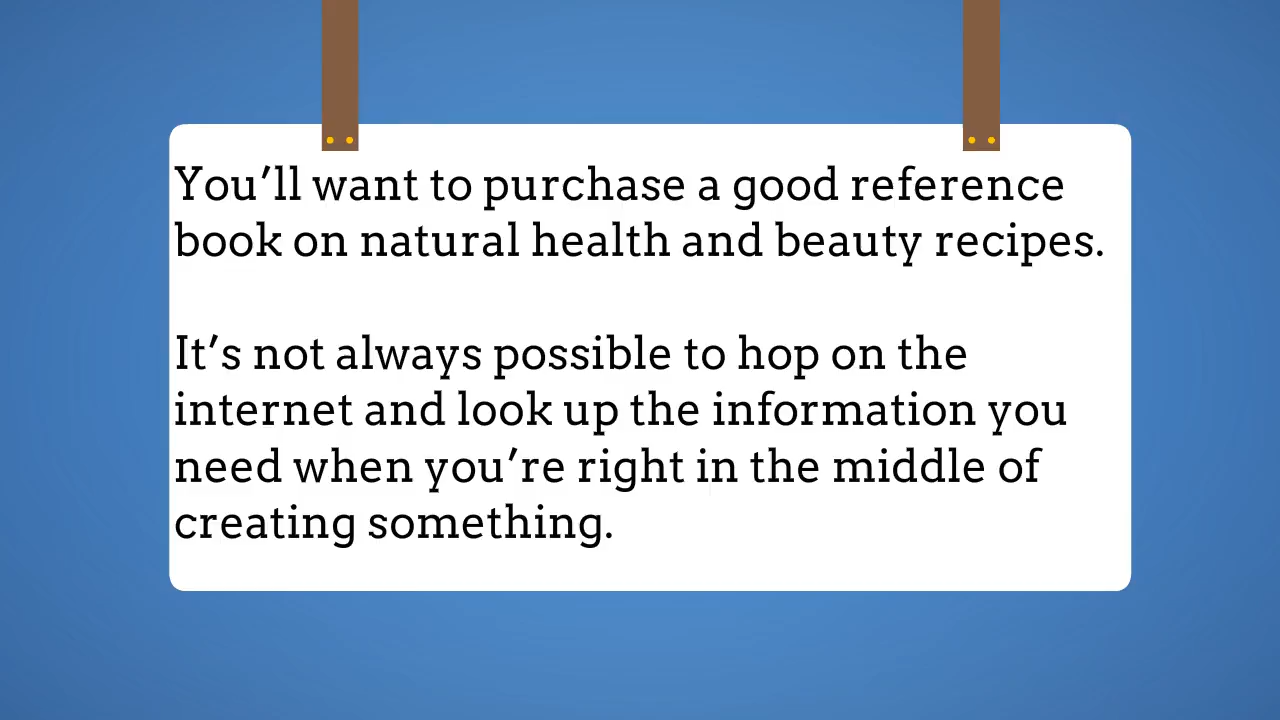 You’ll want to purchase a good reference
book on natural health and beauty recipes.
It’s not always possible to hop on the
internet and look up the information you
need when you’re right in the middle of
creating something.